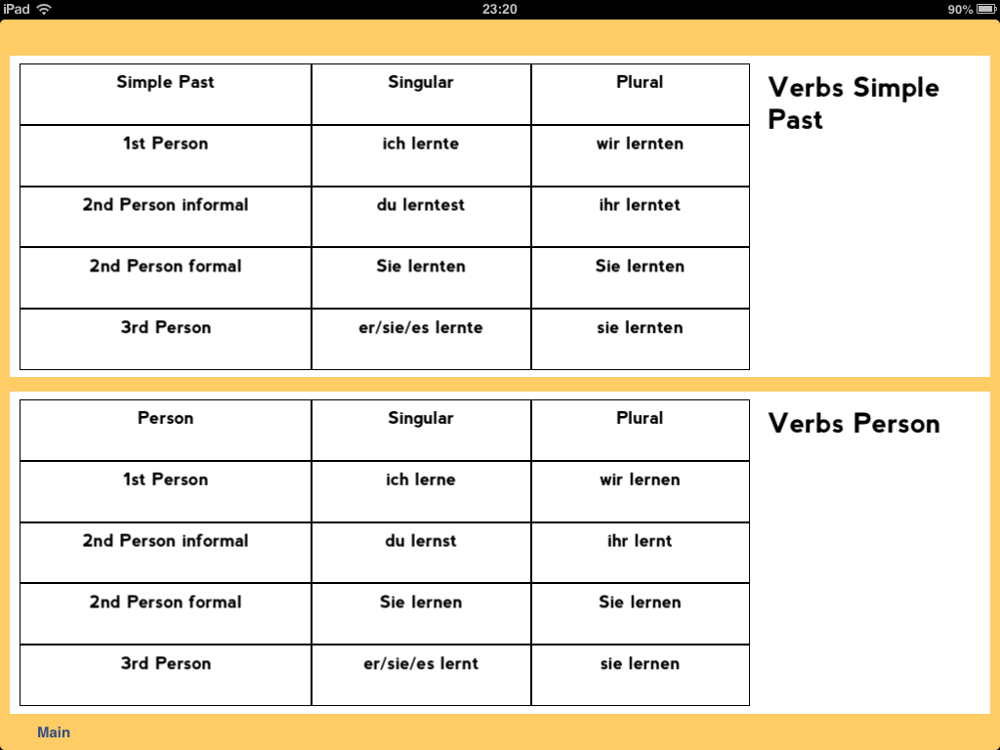 iPad 23:20 90%
Simple Past Singular Plural
1st Person ich lernte wir lernten
2nd Person informal du lerntest ihr lerntet
2nd Person formal Sie lernten Sie lernten
3rd Person er/sie/es lernte sie lernten
Verbs Simple
Past
Person Singular Plural
1st Person ich lerne wir lernen
2nd Person informal du lernst ihr lernt
2nd Person formal Sie lernen Sie lernen
3rd Person er/sie/es lernt sie lernen
Verbs Person
Main